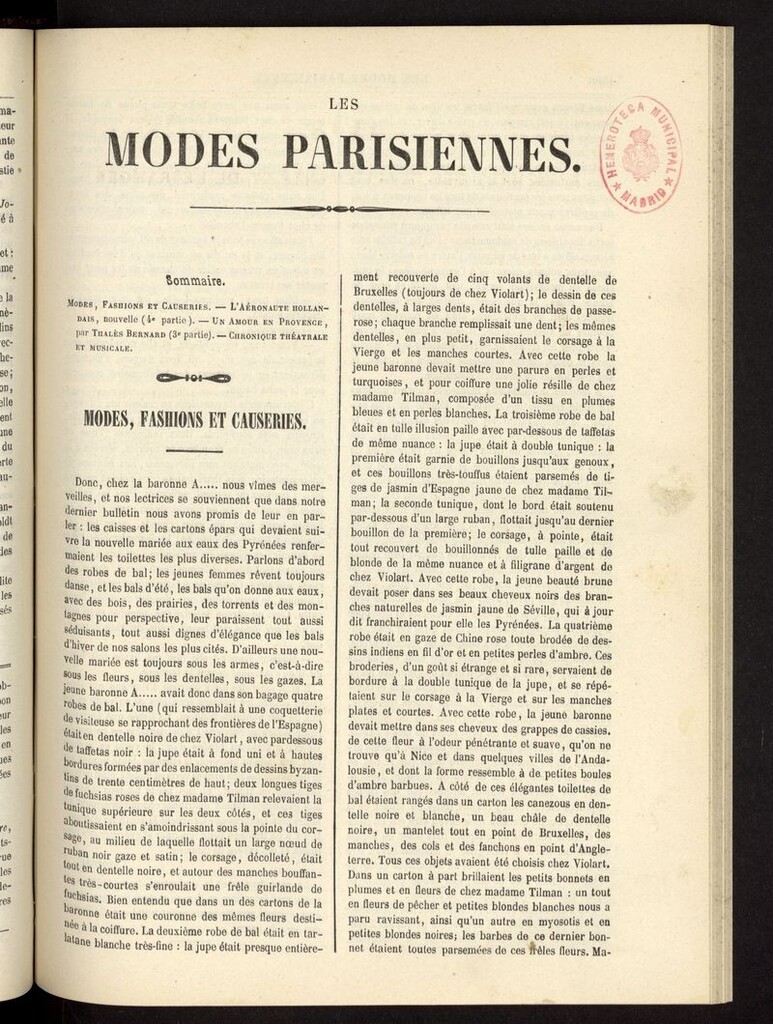 LES
MODES PARISIENNES.
HEMEROTECA MUNICIPAL
MADRID
Sommaire.
MODES, FASHIONS ET CAUSERIES. — L'AÉRONAUTE HOLLAN-
DAIS, nouvelle (4e partie). — UN AMOUR EN PROVENCE,
par THALÈS BERNARD (3e partie). — CHRONIQUE THÉATRALE
ET MUSICALE.
MODES, FASHIONS ET CAUSERIES.
Donc, chez la baronne A..... nous vîmes des mer-
veilles, et nos lectrices se souviennent que dans notre
dernier bulletin nous avons promis de leur en par-
ler : les caisses et les cartons épars qui devaient sui-
vre la nouvelle mariée aux eaux des Pyrénées renfer-
maient les toilettes les plus diverses. Parlons d'abord
des robes de bal; les jeunes femmes rêvent toujours
danse, et les bals d'été, les bals qu'on donne aux eaux,
avec des bois, des prairies, des torrents et des mon-
tagnes pour perspective, leur paraissent tout aussi
séduisants, tout aussi dignes d'élégance que les bals
d'hiver de nos salons les plus cités. D'ailleurs une nou-
velle mariée est toujours sous les armes, c'est-à-dire
sous les fleurs, sous les dentelles, sous les gazes. La
jeune baronne A..... avait donc dans son bagage quatre
robes de bal. L'une (qui ressemblait à une coquetterie
de visiteuse se rapprochant des frontières de l'Espagne)
était en dentelle noire de chez Violart, avec pardessous
de taffetas noir : la jupe était à fond uni et à hautes
bordures formées par des enlacements de dessins byzan-
tins de trente centimètres de haut; deux longues tiges
de fuchsias roses de chez madame Tilman relevaient la
tunique supérieure sur les deux côtés, et ces tiges
aboutissaient en s'amoindrissant sous la pointe du cor-
sage, au milieu de laquelle flottait un large nœud de
ruban noir gaze et satin; le corsage, décolleté, était
tout en dentelle noire, et autour des manches bouffan-
tes très-courtes s'enroulait une frêle guirlande de
fuchsias. Bien entendu que dans un des cartons de la
baronne était une couronne des mêmes fleurs desti-
née à la coiffure. La deuxième robe de bal était en tar-
latane blanche très-fine : la jupe était presque entière-
ment recouverte de cinq volants de dentelle de
Bruxelles (toujours de chez Violart); le dessin de ces
dentelles, à larges dents, était des branches de passe-
rose; chaque branche remplissait une dent; les mêmes
dentelles, en plus petit, garnissaient le corsage à la
Vierge et les manches courtes. Avec cette robe la
jeune baronne devait mettre une parure en perles et
turquoises, et pour coiffure une jolie résille de chez
madame Tilman, composée d'un tissu en plumes
bleues et en perles blanches. La troisième robe de bal
était en tulle illusion paille avec par-dessous de taffetas
de même nuance : la jupe était à double tunique : la
première était garnie de bouillons jusqu'aux genoux,
et ces bouillons très-touffus étaient parsemés de ti-
ges de jasmin d'Espagne jaune de chez madame Til-
man; la seconde tunique, dont le bord était soutenu
par-dessous d'un large ruban, flottait jusqu'au dernier
bouillon de la première; le corsage, à pointe, était
tout recouvert de bouillonnés de tulle paille et de
blonde de la même nuance et à filigrane d'argent de
chez Violart. Avec cette robe, la jeune beauté brune
devait poser dans ses beaux cheveux noirs des bran-
ches naturelles de jasmin jaune de Séville, qui à jour
dit franchiraient pour elle les Pyrénées. La quatrième
robe était en gaze de Chine rose toute brodée de des-
sins indiens en fil d'or et en petites perles d'ambre. Ces
broderies, d'un goût si étrange et si rare, servaient de
bordure à la double tunique de la jupe, et se répé-
taient sur le corsage à la Vierge et sur les manches
plates et courtes. Avec cette robe, la jeune baronne
devait mettre dans ses cheveux des grappes de cassies,
de cette fleur à l'odeur pénétrante et suave, qu'on ne
trouve qu'à Nice et dans quelques villes de l'Anda-
lousie, et dont la forme ressemble à de petites boules
d'ambre barbues. A côté de ces élégantes toilettes de
bal étaient rangés dans un carton les canezous en den-
telle noire et blanche, un beau châle de dentelle
noire, un mantelet tout en point de Bruxelles, des
manches, des cols et des fanchons en point d'Angle-
terre. Tous ces objets avaient été choisis chez Violart.
Dans un carton à part brillaient les petits bonnets en
plumes et en fleurs de chez madame Tilman : un tout
en fleurs de pêcher et petites blondes blanches nous a
paru ravissant, ainsi qu'un autre en myosotis et en
petites blondes noires; les barbes de ce dernier bon-
net étaient toutes parsemées de ces frêles fleurs. Ma-